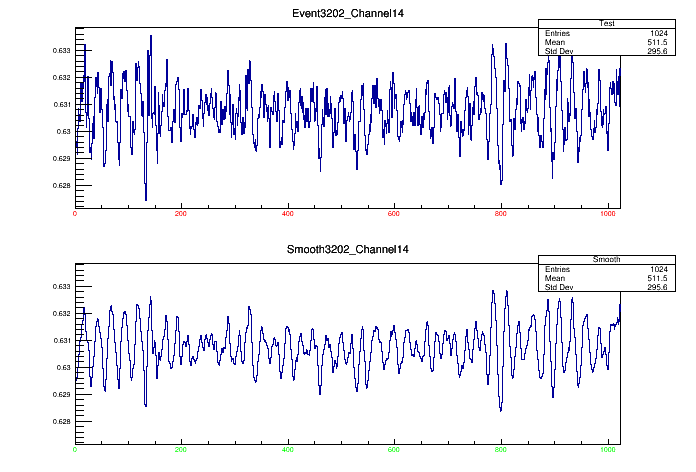 Event3202_Channel14
Test
Entries 1024
Mean 511.5
Std Dev 295.6
0.633
0.632
0.631
0.63
0.629
0.628
0 200 400 600 800 1000
Smooth3202_Channel14
Smooth
Entries 1024
Mean 511.5
Std Dev 295.6
0.633
0.632
0.631
0.63
0.629
0.628
0 200 400 600 800 1000